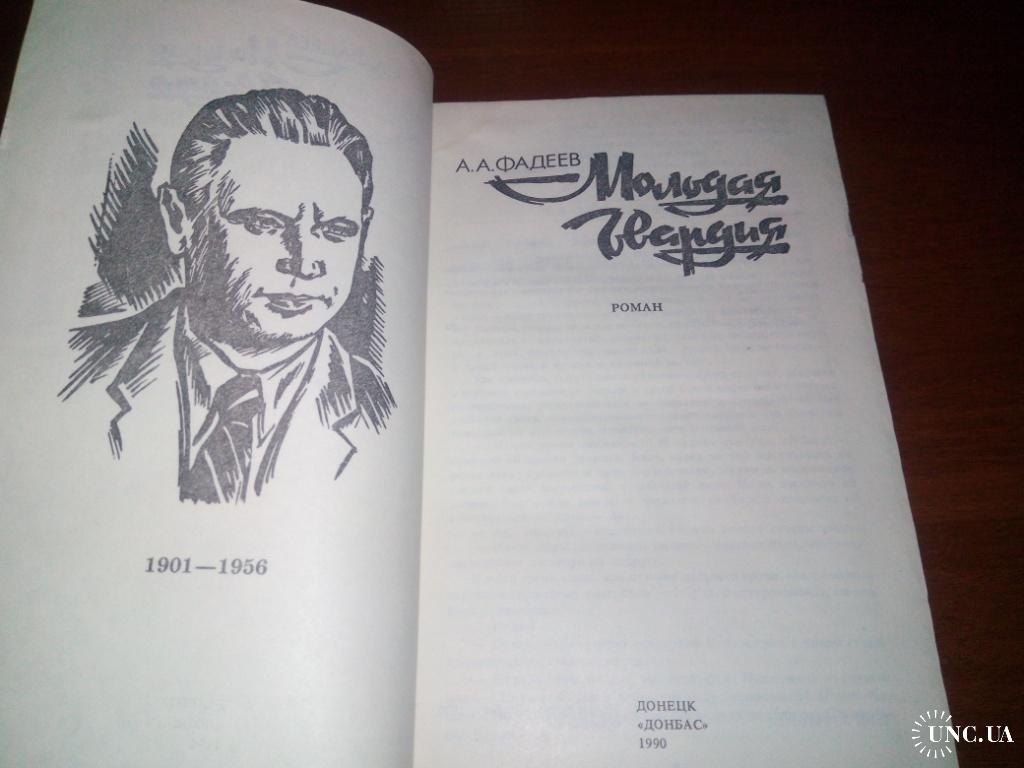 1901—1956
А.А.ФАДЕЕВ
Молодая
Гвардия
РОМАН
ДОНЕЦК
«ДОНБАС»
1990
UNC.UA